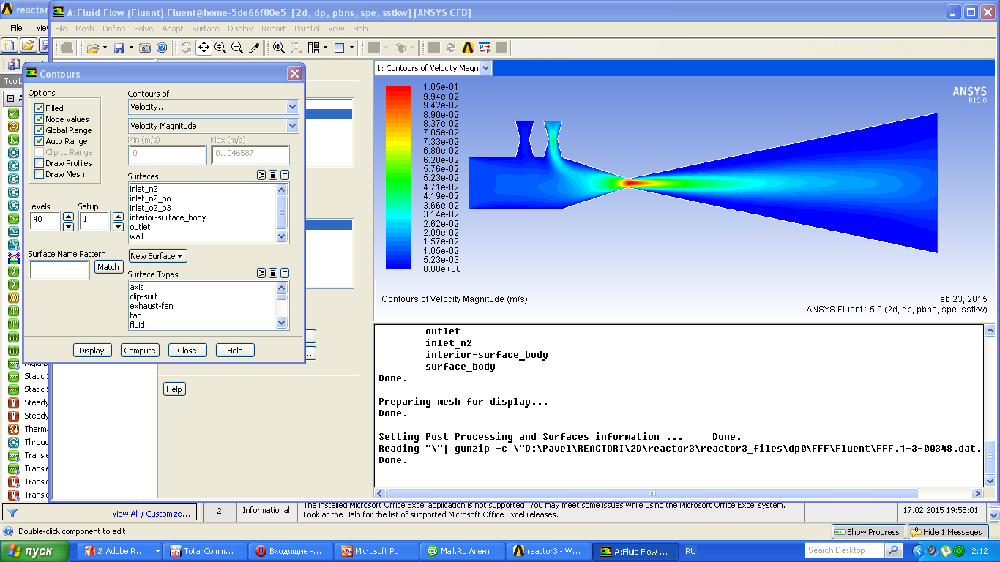 reactor
A:Fluid Flow (Fluent) Fluent@home-5de66f80e5 [2d, dp, pbns, spe, sstkw] [ANSYS CFD]
File
File Mesh Define Solve Adapt Surface Display Report Parallel View Help
Contours
Options
Filled
Node Values
Global Range
Auto Range
Clip to Range
Draw Profiles
Draw Mesh
Levels
40
Setup
1
Surface Name Pattern
Match
Contours of
Velocity...
Velocity Magnitude
Min (m/s)
0
Max (m/s)
0.1046587
Surfaces
inlet_n2
inlet_n2_no
inlet_o2_o3
interior-surface_body
outlet
wall
New Surface
Surface Types
axis
clip-surf
exhaust-fan
fan
fluid
Display Compute Close Help
Help
1: Contours of Velocity Magn
1.05e-01
9.94e-02
9.42e-02
8.90e-02
8.37e-02
7.85e-02
7.33e-02
6.80e-02
6.28e-02
5.76e-02
5.23e-02
4.71e-02
4.19e-02
3.66e-02
3.14e-02
2.62e-02
2.09e-02
1.57e-02
1.05e-02
5.23e-03
0.00e+00
ANSYS
R15.0
Contours of Velocity Magnitude (m/s)
Feb 23, 2015
ANSYS Fluent 15.0 (2d, dp, pbns, spe, sstkw)
outlet
inlet_n2
interior-surface_body
surface_body
Done.
Preparing mesh for display...
Done.
Setting Post Processing and Surfaces information ... Done.
Reading "\"| gunzip -c \"D:\Pavel\REACTORI\2D\reactor3\reactor3_files\dp0\FFF\Fluent\FFF.1-3-00348.dat.
Done.
Static S
Static S
Steady
Steady
Therma
Throug
Transie
Transie
Transie
Transie
View All / Customize...
2
Informational
The installed Microsoft Office Excel application is not supported. You may meet some issues while using the Microsoft Office Excel system.
Look at the Help for the list of supported Microsoft Office Excel releases.
17.02.2015 19:55:01
Double-click component to edit.
Show Progress
Hide 1 Messages
пуск
2 Adobe R...
Total Comm...
Входящие -...
Microsoft Po...
Mail.Ru Агент
reactor3 - W...
A:Fluid Flow ...
RU
Search Desktop
2:12